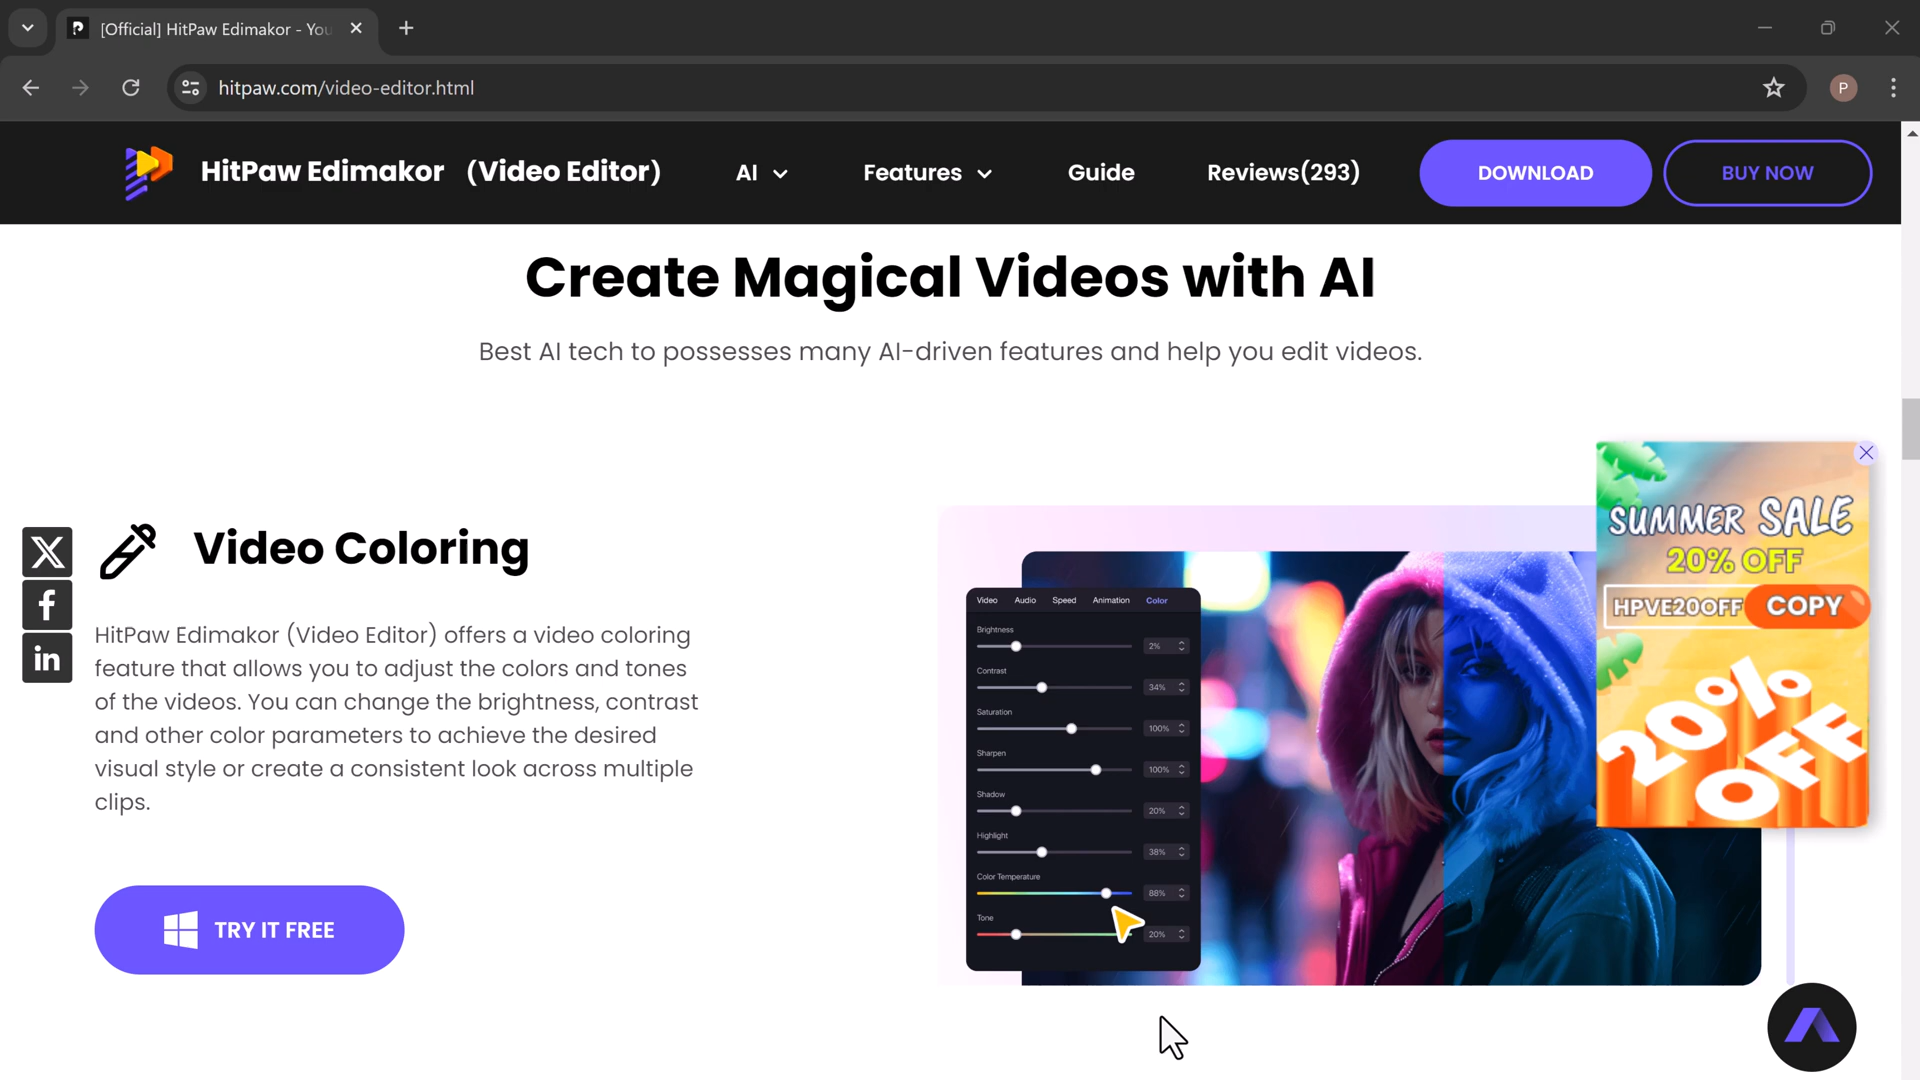 [Official] HitPaw Edimakor - You
hitpaw.com/video-editor.html
P
HitPaw Edimakor (Video Editor)
AI
Features
Guide
Reviews(293)
DOWNLOAD
BUY NOW
Create Magical Videos with AI
Best AI tech to possesses many AI-driven features and help you edit videos.
Video Coloring
HitPaw Edimakor (Video Editor) offers a video coloring
feature that allows you to adjust the colors and tones
of the videos. You can change the brightness, contrast
and other color parameters to achieve the desired
visual style or create a consistent look across multiple
clips.
TRY IT FREE
X
f
in
Video Audio Speed Animation Color
Brightness
2%
Contrast
34%
Saturation
100%
Sharpen
100%
Shadow
20%
Highlight
38%
Color Temperature
88%
Tone
20%
SUMMER SALE
20% OFF
HPVE20OFF COPY
20%
OFF